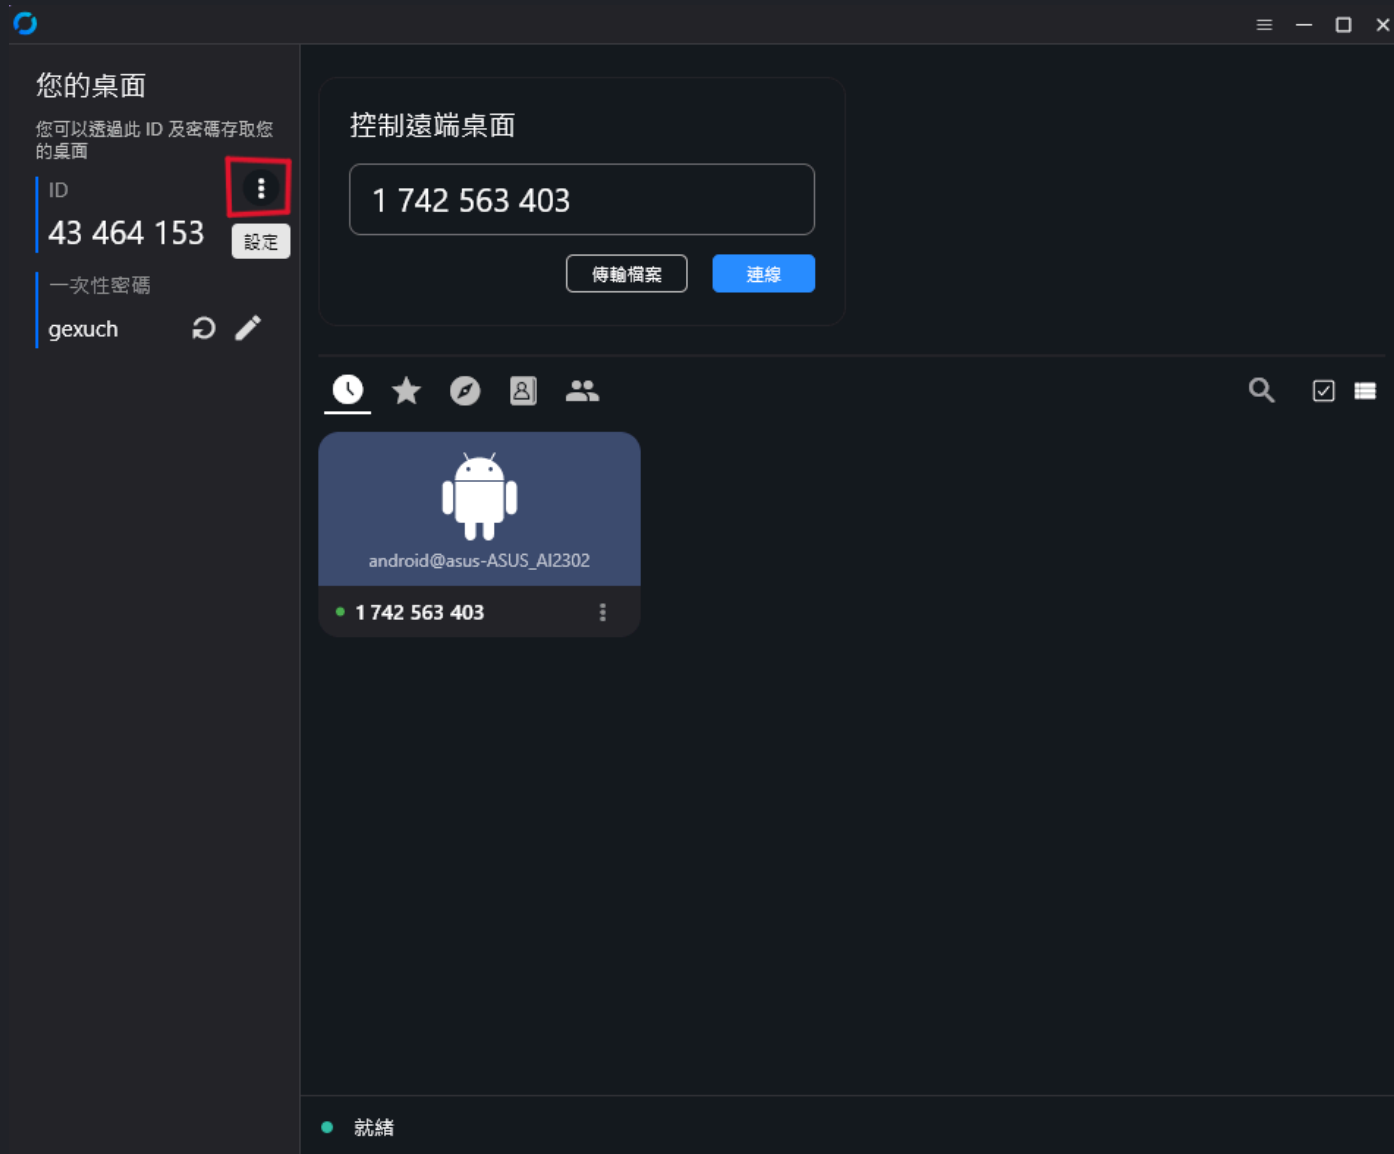 您的桌面
您可以透過此 ID 及密碼存取您
的桌面
ID
43 464 153
設定
一次性密碼
gexuch
控制遠端桌面
1 742 563 403
傳輸檔案
連線
android@asus-ASUS_AI2302
1 742 563 403
就緒